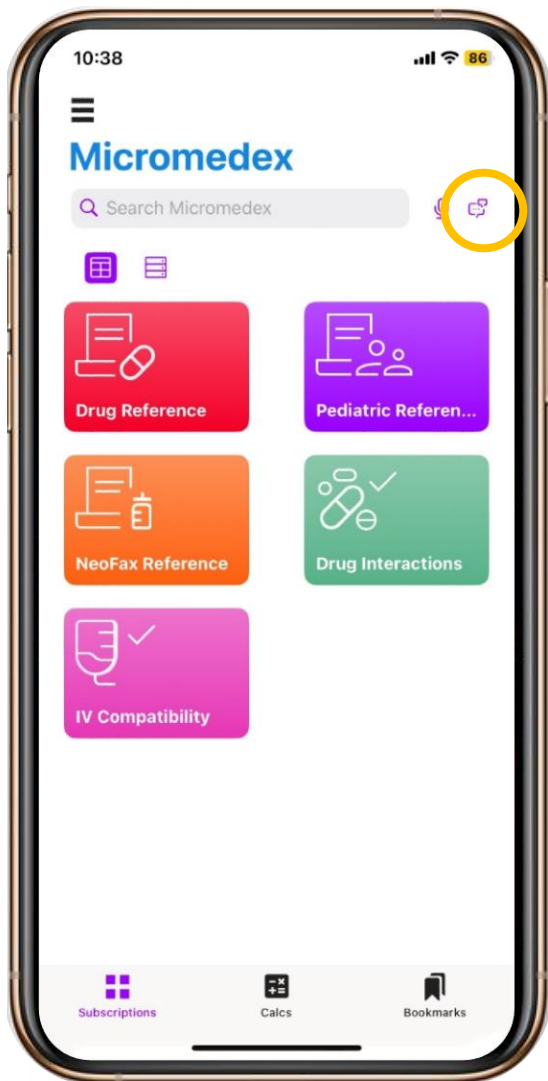 10:38
86
Micromedex
Search Micromedex
Drug Reference
Pediatric Referen...
NeoFax Reference
Drug Interactions
IV Compatibility
Subscriptions
Calcs
Bookmarks